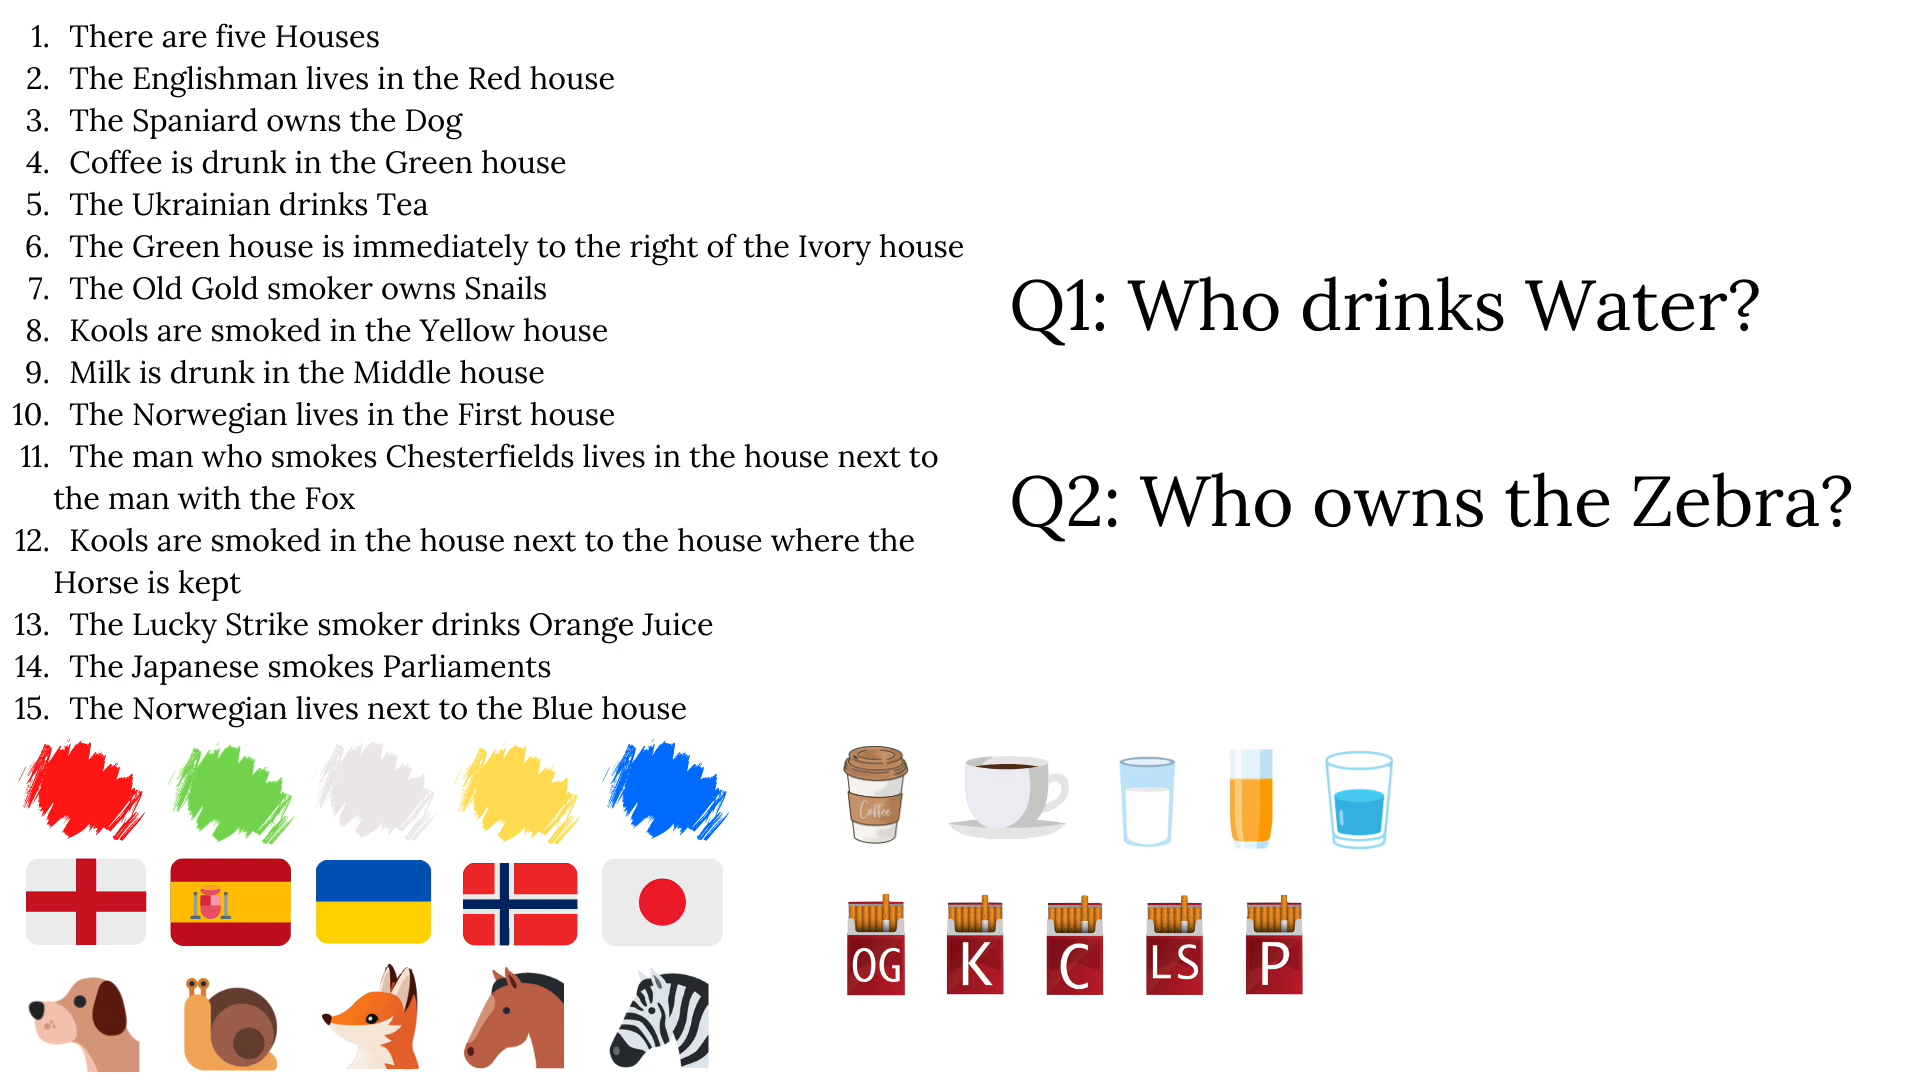 1. There are five Houses
2. The Englishman lives in the Red house
3. The Spaniard owns the Dog
4. Coffee is drunk in the Green house
5. The Ukrainian drinks Tea
6. The Green house is immediately to the right of the Ivory house
7. The Old Gold smoker owns Snails
8. Kools are smoked in the Yellow house
9. Milk is drunk in the Middle house
10. The Norwegian lives in the First house
11. The man who smokes Chesterfields lives in the house next to
the man with the Fox
12. Kools are smoked in the house next to the house where the
Horse is kept
13. The Lucky Strike smoker drinks Orange Juice
14. The Japanese smokes Parliaments
15. The Norwegian lives next to the Blue house
Q1: Who drinks Water?
Q2: Who owns the Zebra?
Coffee
OG
K
C
LS
P